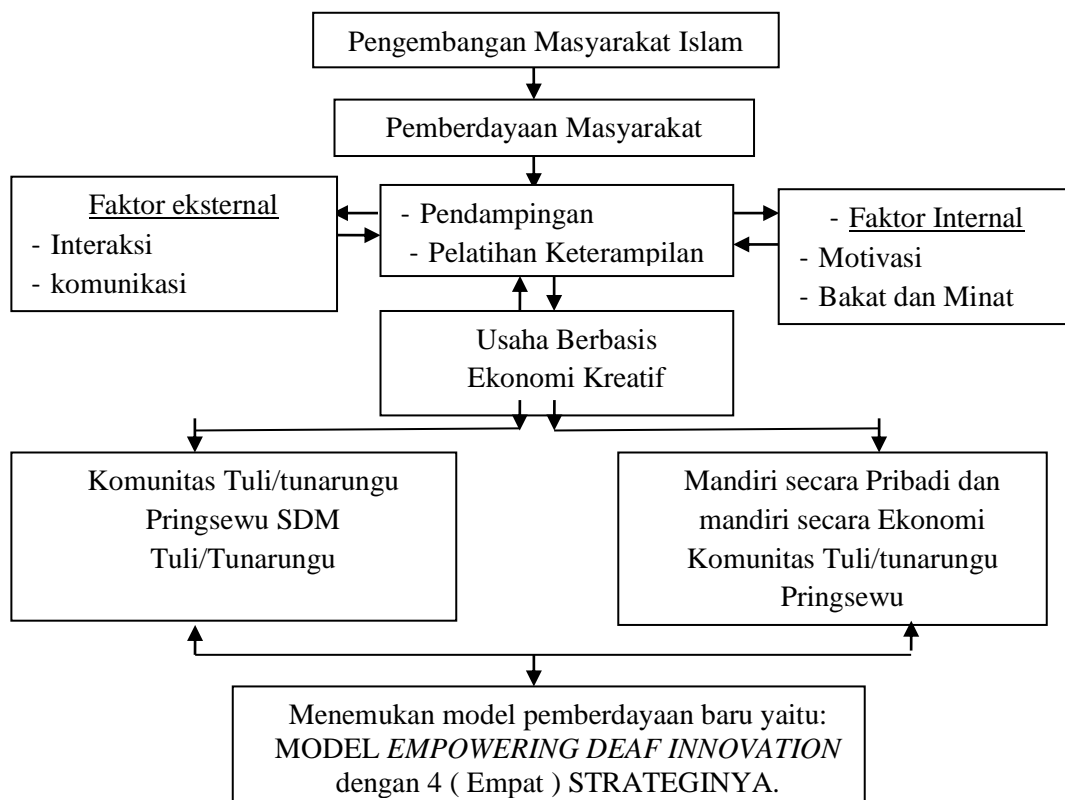 Pengembangan Masyarakat Islam
Pemberdayaan Masyarakat
Faktor eksternal
- Interaksi
- komunikasi
- Pendampingan
- Pelatihan Keterampilan
- Faktor Internal
- Motivasi
- Bakat dan Minat
Usaha Berbasis
Ekonomi Kreatif
Komunitas Tuli/tunarungu
Pringsewu SDM
Tuli/Tunarungu
Mandiri secara Pribadi dan
mandiri secara Ekonomi
Komunitas Tuli/tunarungu
Pringsewu
Menemukan model pemberdayaan baru yaitu:
MODEL EMPOWERING DEAF INNOVATION
dengan 4 ( Empat ) STRATEGINYA.